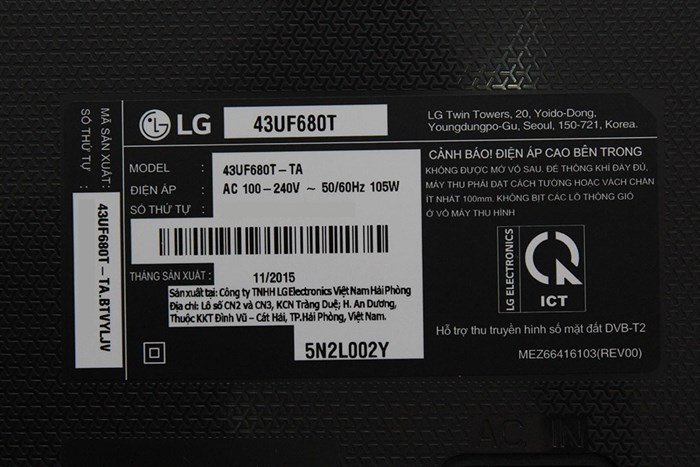 MÃ SẢN XUẤT:
SỐ THỨ TỰ :
43UF680T-TA.BTVYLJV
LG
43UF680T
LG Twin Towers, 20, Yoido-Dong,
Youngdungpo-Gu, Seoul, 150-721, Korea.
MODEL : 43UF680T-TA
ĐIỆN ÁP : AC 100-240V ~ 50/60Hz 105W
SỐ THỨ TỰ :
THÁNG SẢN XUẤT : 11/2015
Sản xuất tại: Công ty TNHH LG Electronics Việt Nam Hải Phòng
Địa chỉ: Lô số CN2 và CN3, KCN Tràng Duệ; H. An Dương,
Thuộc KKT Đình Vũ – Cát Hải, TP.Hải Phòng, Việt Nam.
5N2L002Y
CẢNH BÁO! ĐIỆN ÁP CAO BÊN TRONG
KHÔNG ĐƯỢC MỞ VỎ SAU. ĐỂ THÔNG KHÍ ĐẦY ĐỦ,
MÁY THU PHẢI ĐẶT CÁCH TƯỜNG HOẶC VÁCH CHẮN
ÍT NHẤT 100mm. KHÔNG BỊT CÁC LỖ THÔNG GIÓ
Ở VỎ MÁY THU HÌNH
LG ELECTRONICS
ICT
Hỗ trợ thu truyền hình số mặt đất DVB-T2
MEZ66416103(REV00)
AC IN